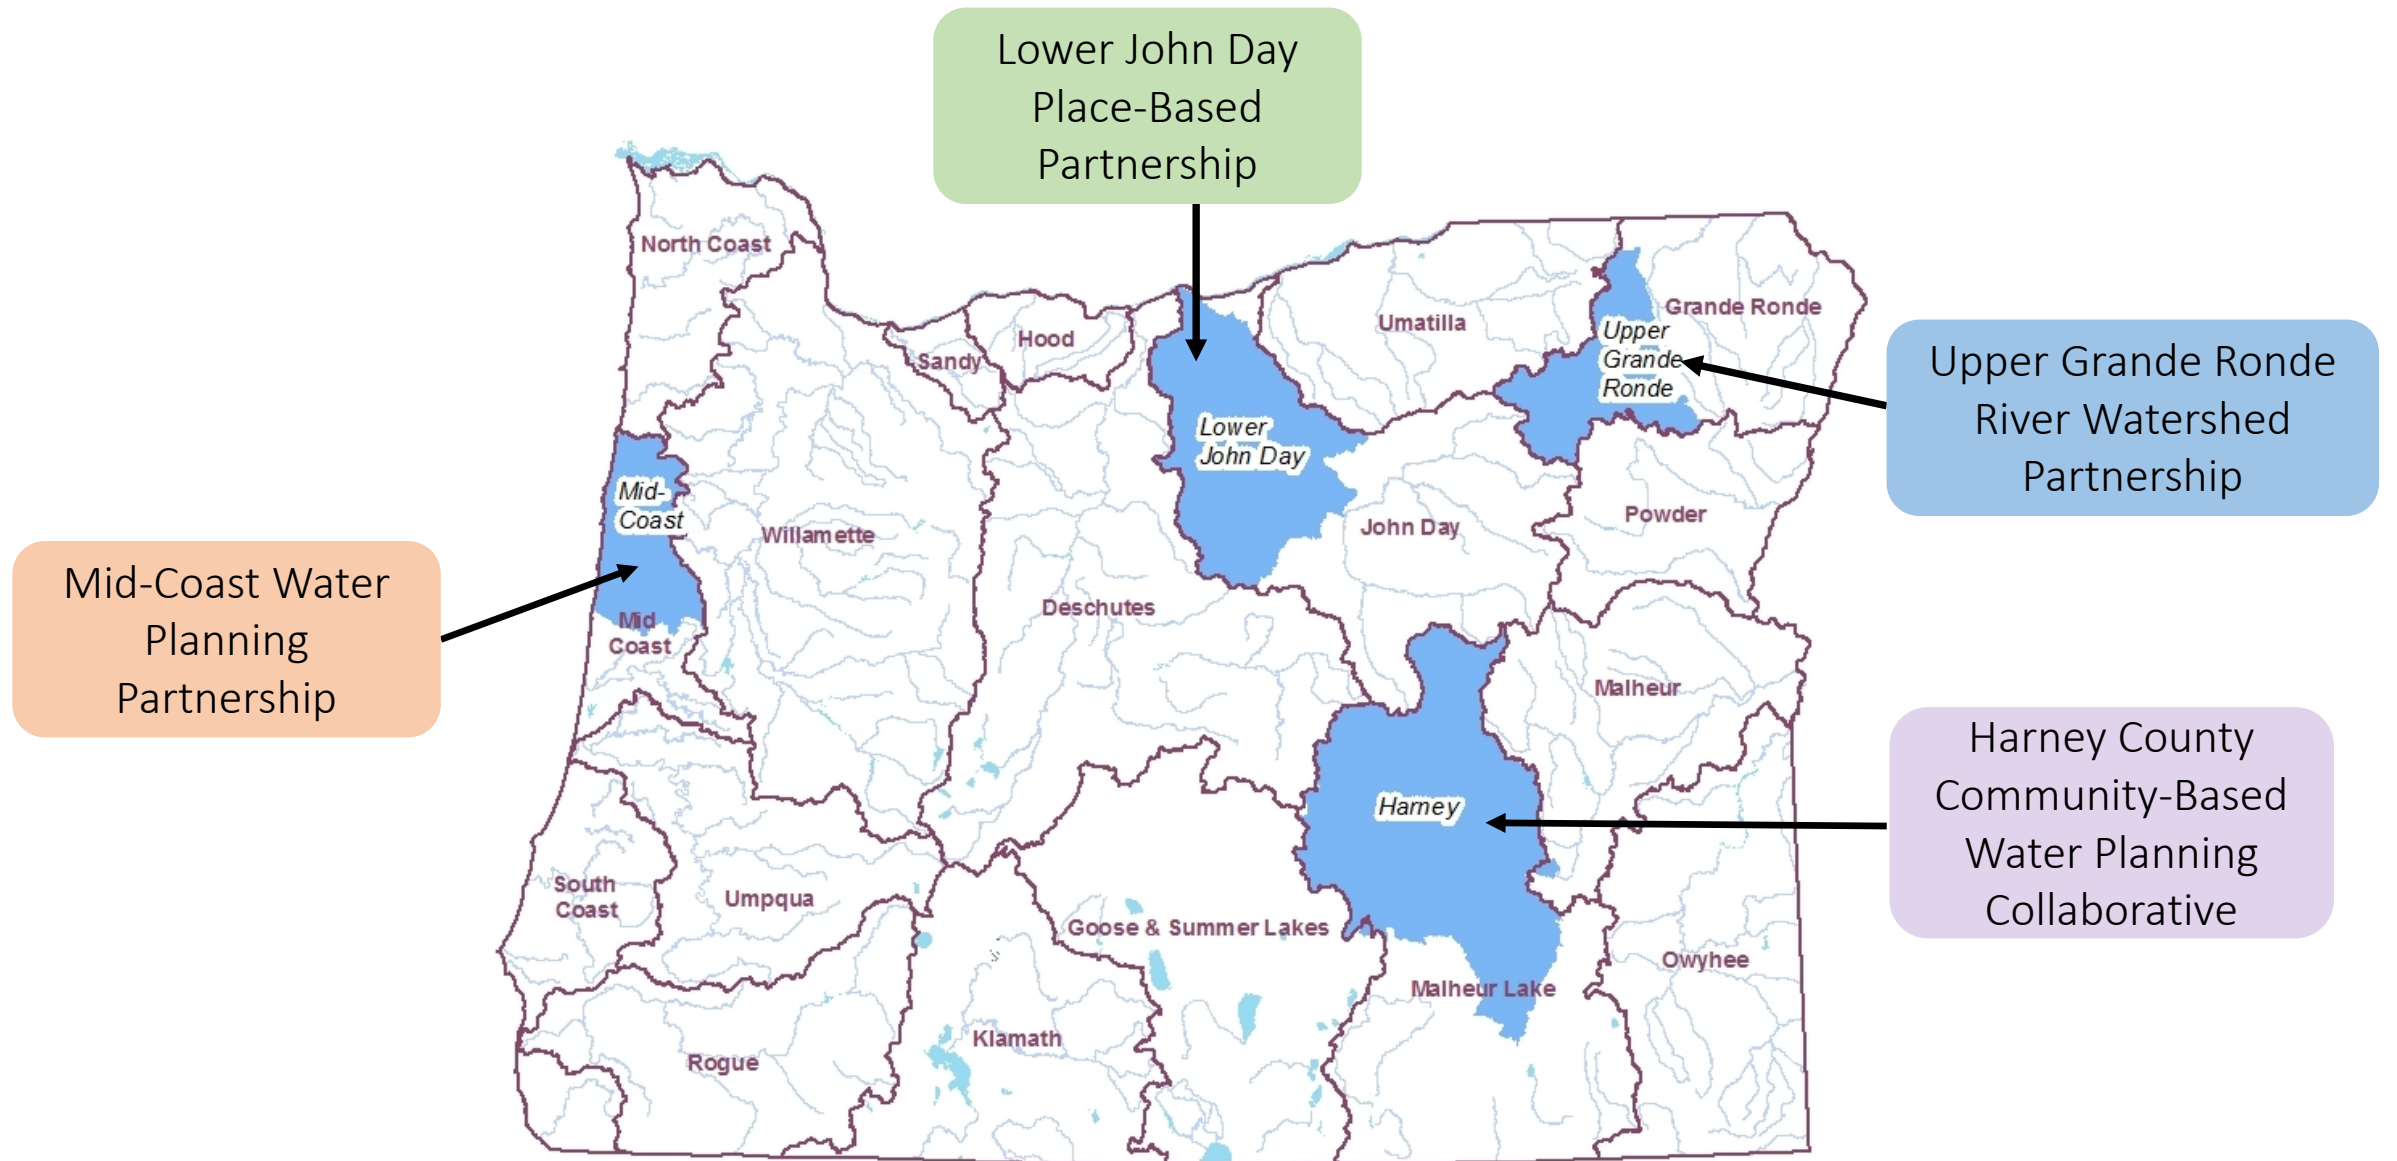 Lower John Day
Place-Based
Partnership
North Coast
Sandy
Hood
Umatilla
Upper
Grande
Ronde
Grande Ronde
Upper Grande Ronde
River Watershed
Partnership
Lower
John Day
Mid-
Coast
Willamette
John Day
Powder
Mid-Coast Water
Planning
Partnership
Mid
Coast
Deschutes
Malheur
Harney
Harney County
Community-Based
Water Planning
Collaborative
South
Coast
Umpqua
Goose & Summer Lakes
Malheur Lake
Owyhee
Klamath
Rogue